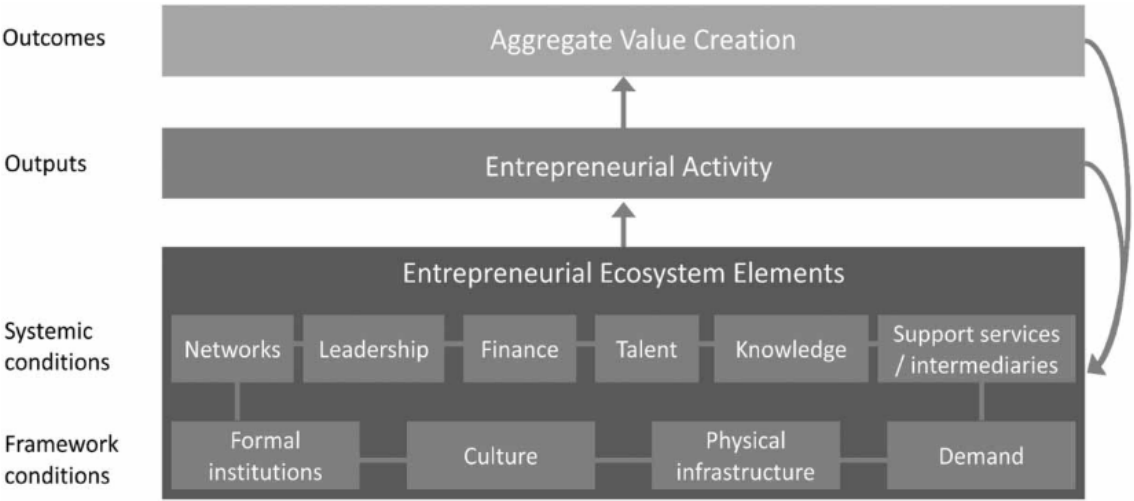 Outcomes
Aggregate Value Creation
Outputs
Entrepreneurial Activity
Entrepreneurial Ecosystem Elements
Systemic
conditions
Networks
Leadership
Finance
Talent
Knowledge
Support services
/ intermediaries
Framework
conditions
Formal
institutions
Culture
Physical
infrastructure
Demand